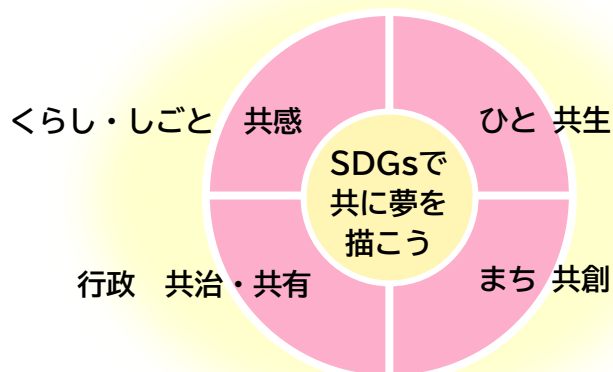 くらし・しごと　共感
ひと 共生
SDGsで
共に夢を
描こう
行政　共治・共有
まち 共創